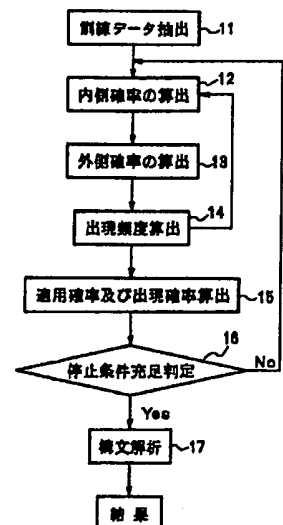 訓練データ抽出
11
12
内側確率の算出
外側確率の算出
13
14
出現頻度算出
適用確率及び出現確率算出
15
16
停止条件充足判定
No
Yes
構文解析
17
結果